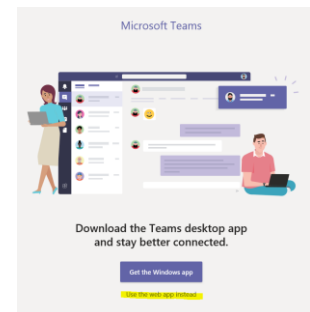 Microsoft Teams
Download the Teams desktop app
and stay better connected.
Get the Windows app
Use the web app instead